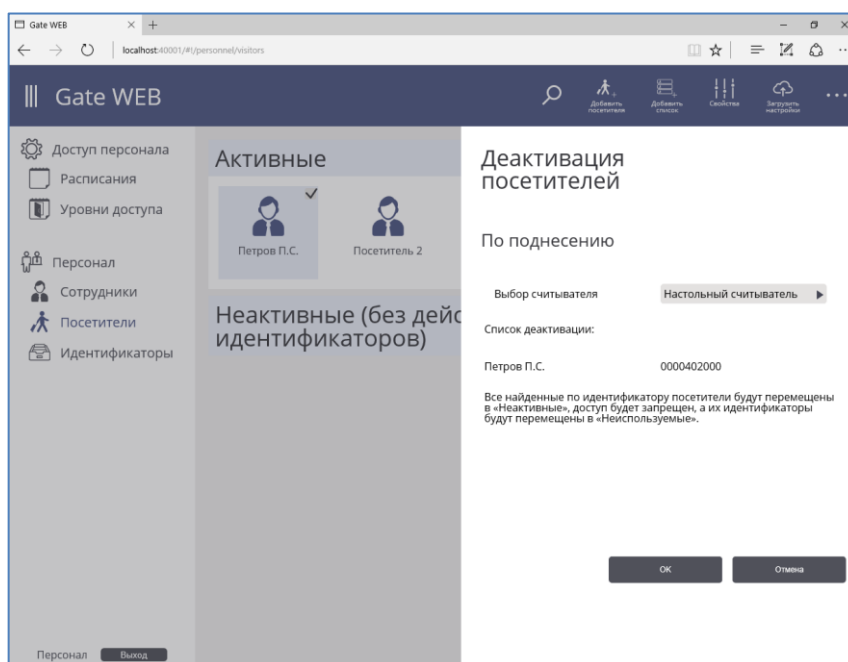 Gate WEB
localhost:40001/#!/personnel/visitors
Gate WEB
Добавить посетителя
Добавить список
Свойства
Загрузить настройки
Доступ персонала
Расписания
Уровни доступа
Персонал
Сотрудники
Посетители
Идентификаторы
Активные
Петров П.С.
Посетитель 2
Неактивные (без дейс
идентификаторов)
Деактивация
посетителей
По поднесению
Выбор считывателя
Настольный считыватель
Список деактивации:
Петров П.С. 0000402000
Все найденные по идентификатору посетители будут перемещены
в «Неактивные», доступ будет запрещен, а их идентификаторы
будут перемещены в «Неиспользуемые».
OK
Отмена
Персонал
Выход